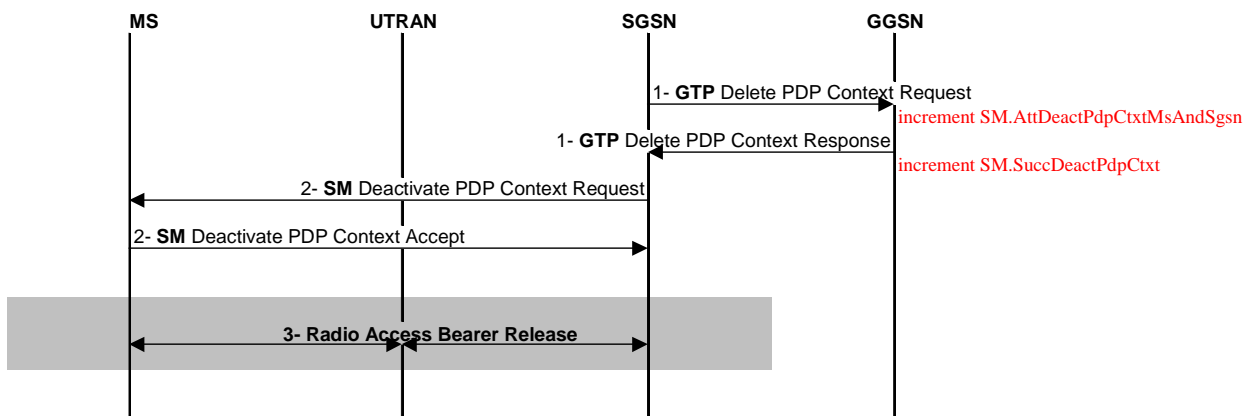 MS UTRAN SGSN GGSN
1- GTP Delete PDP Context Request
increment SM.AttDeactPdpCtxtMsAndSgsn
1- GTP Delete PDP Context Response
increment SM.SuccDeactPdpCtxt
2- SM Deactivate PDP Context Request
2- SM Deactivate PDP Context Accept
3- Radio Access Bearer Release